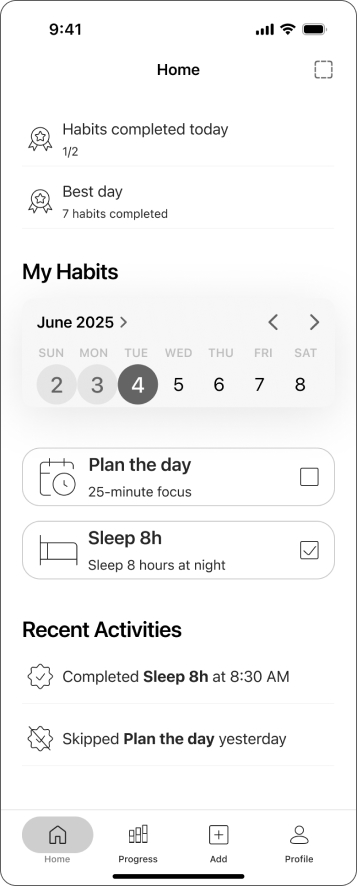 9:41
Home
Habits completed today
1/2
Best day
7 habits completed
My Habits
June 2025
SUN MON TUE WED THU FRI SAT
2 3 4 5 6 7 8
Plan the day
25-minute focus
Sleep 8h
Sleep 8 hours at night
Recent Activities
Completed Sleep 8h at 8:30 AM
Skipped Plan the day yesterday
Home Progress Add Profile